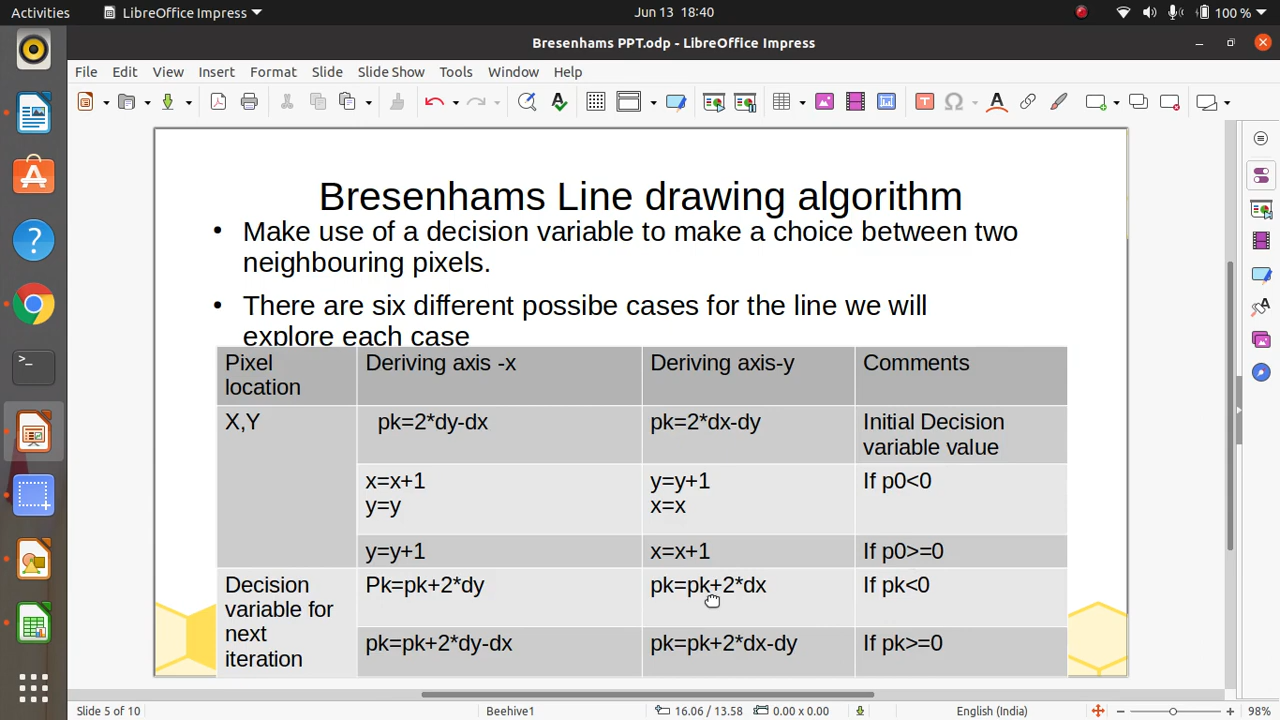 Activities
LibreOffice Impress
Jun 13 18:40
100 %
Bresenhams PPT.odp - LibreOffice Impress
File Edit View Insert Format Slide Slide Show Tools Window Help
Bresenhams Line drawing algorithm
• Make use of a decision variable to make a choice between two
neighbouring pixels.
• There are six different possibe cases for the line we will
explore each case
Pixel
location
Deriving axis -x
Deriving axis-y
Comments
X,Y
pk=2*dy-dx
pk=2*dx-dy
Initial Decision
variable value
x=x+1
y=y
y=y+1
x=x
If p0<0
y=y+1
x=x+1
If p0>=0
Decision
variable for
next
iteration
Pk=pk+2*dy
pk=pk+2*dx
If pk<0
pk=pk+2*dy-dx
pk=pk+2*dx-dy
If pk>=0
Slide 5 of 10
Beehive1
16.06 / 13.58
0.00 x 0.00
English (India)
98%